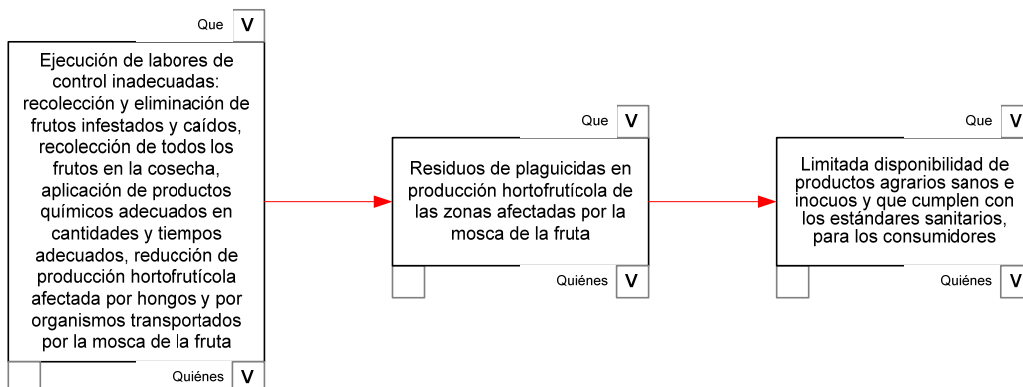 Que V
Ejecución de labores de
control inadecuadas:
recolección y eliminación de
frutos infestados y caídos,
recolección de todos los
frutos en la cosecha,
aplicación de productos
químicos adecuados en
cantidades y tiempos
adecuados, reducción de
producción hortofrutícola
afectada por hongos y por
organismos transportados
por la mosca de la fruta
Quiénes V
Que V
Residuos de plaguicidas en
producción hortofrutícola de
las zonas afectadas por la
mosca de la fruta
Quiénes V
Que V
Limitada disponibilidad de
productos agrarios sanos e
inocuos y que cumplen con
los estándares sanitarios,
para los consumidores
Quiénes V